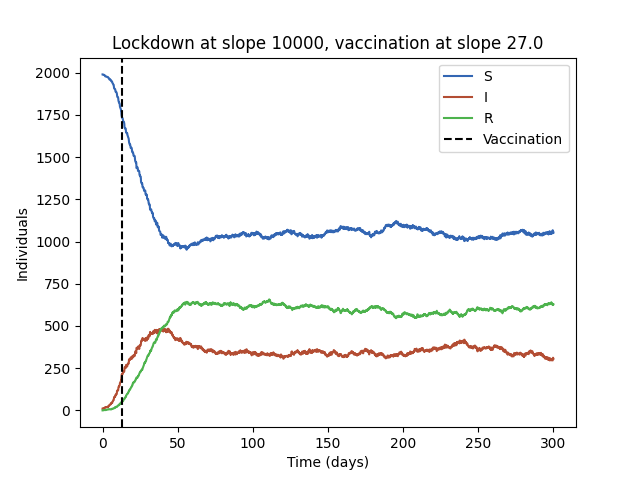 Lockdown at slope 10000, vaccination at slope 27.0
2000
1750
1500
1250
1000
750
500
250
0
Individuals
S
I
R
Vaccination
0
50
100
150
200
250
300
Time (days)